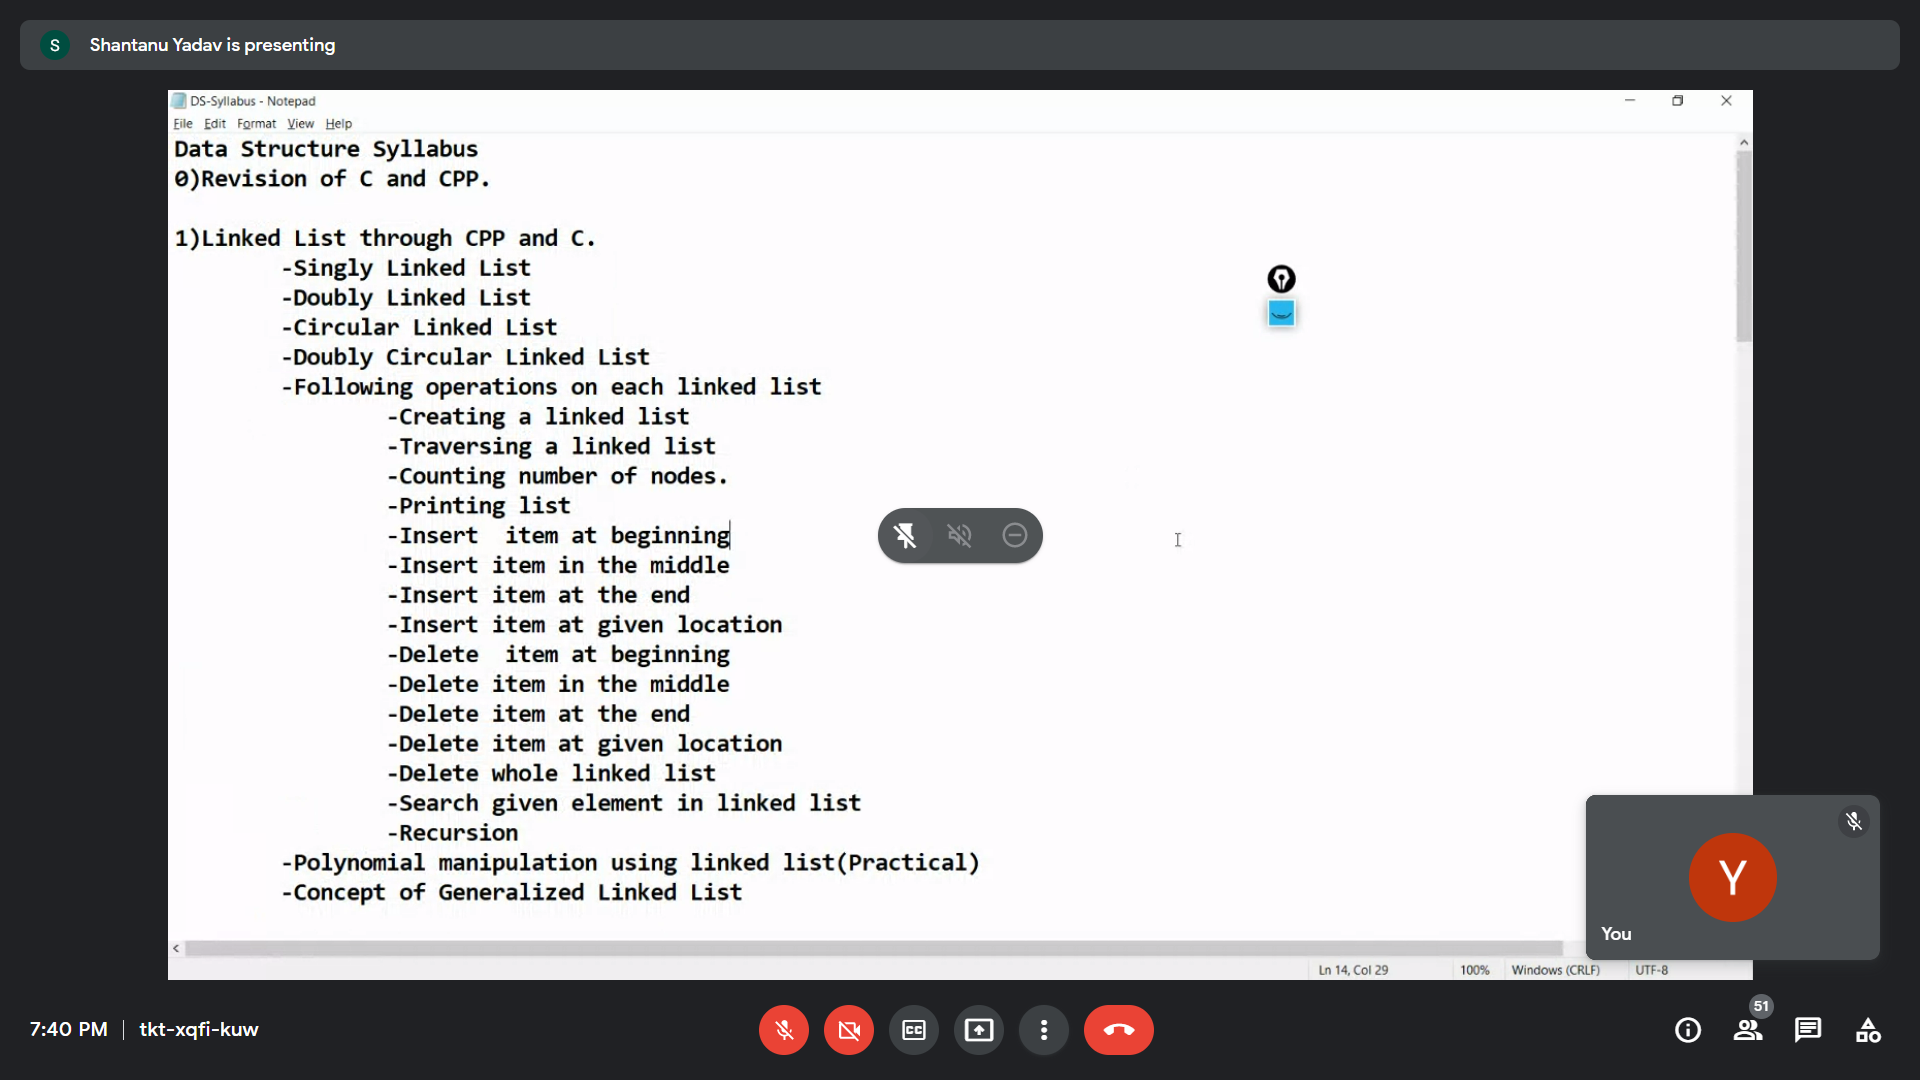 S Shantanu Yadav is presenting
DS-Syllabus - Notepad
File Edit Format View Help
Data Structure Syllabus
0)Revision of C and CPP.
1)Linked List through CPP and C.
-Singly Linked List
-Doubly Linked List
-Circular Linked List
-Doubly Circular Linked List
-Following operations on each linked list
-Creating a linked list
-Traversing a linked list
-Counting number of nodes.
-Printing list
-Insert  item at beginning
-Insert item in the middle
-Insert item at the end
-Insert item at given location
-Delete  item at beginning
-Delete item in the middle
-Delete item at the end
-Delete item at given location
-Delete whole linked list
-Search given element in linked list
-Recursion
-Polynomial manipulation using linked list(Practical)
-Concept of Generalized Linked List
Y
You
Ln 14, Col 29 100% Windows (CRLF) UTF-8
7:40 PM | tkt-xqfi-kuw
CC
51